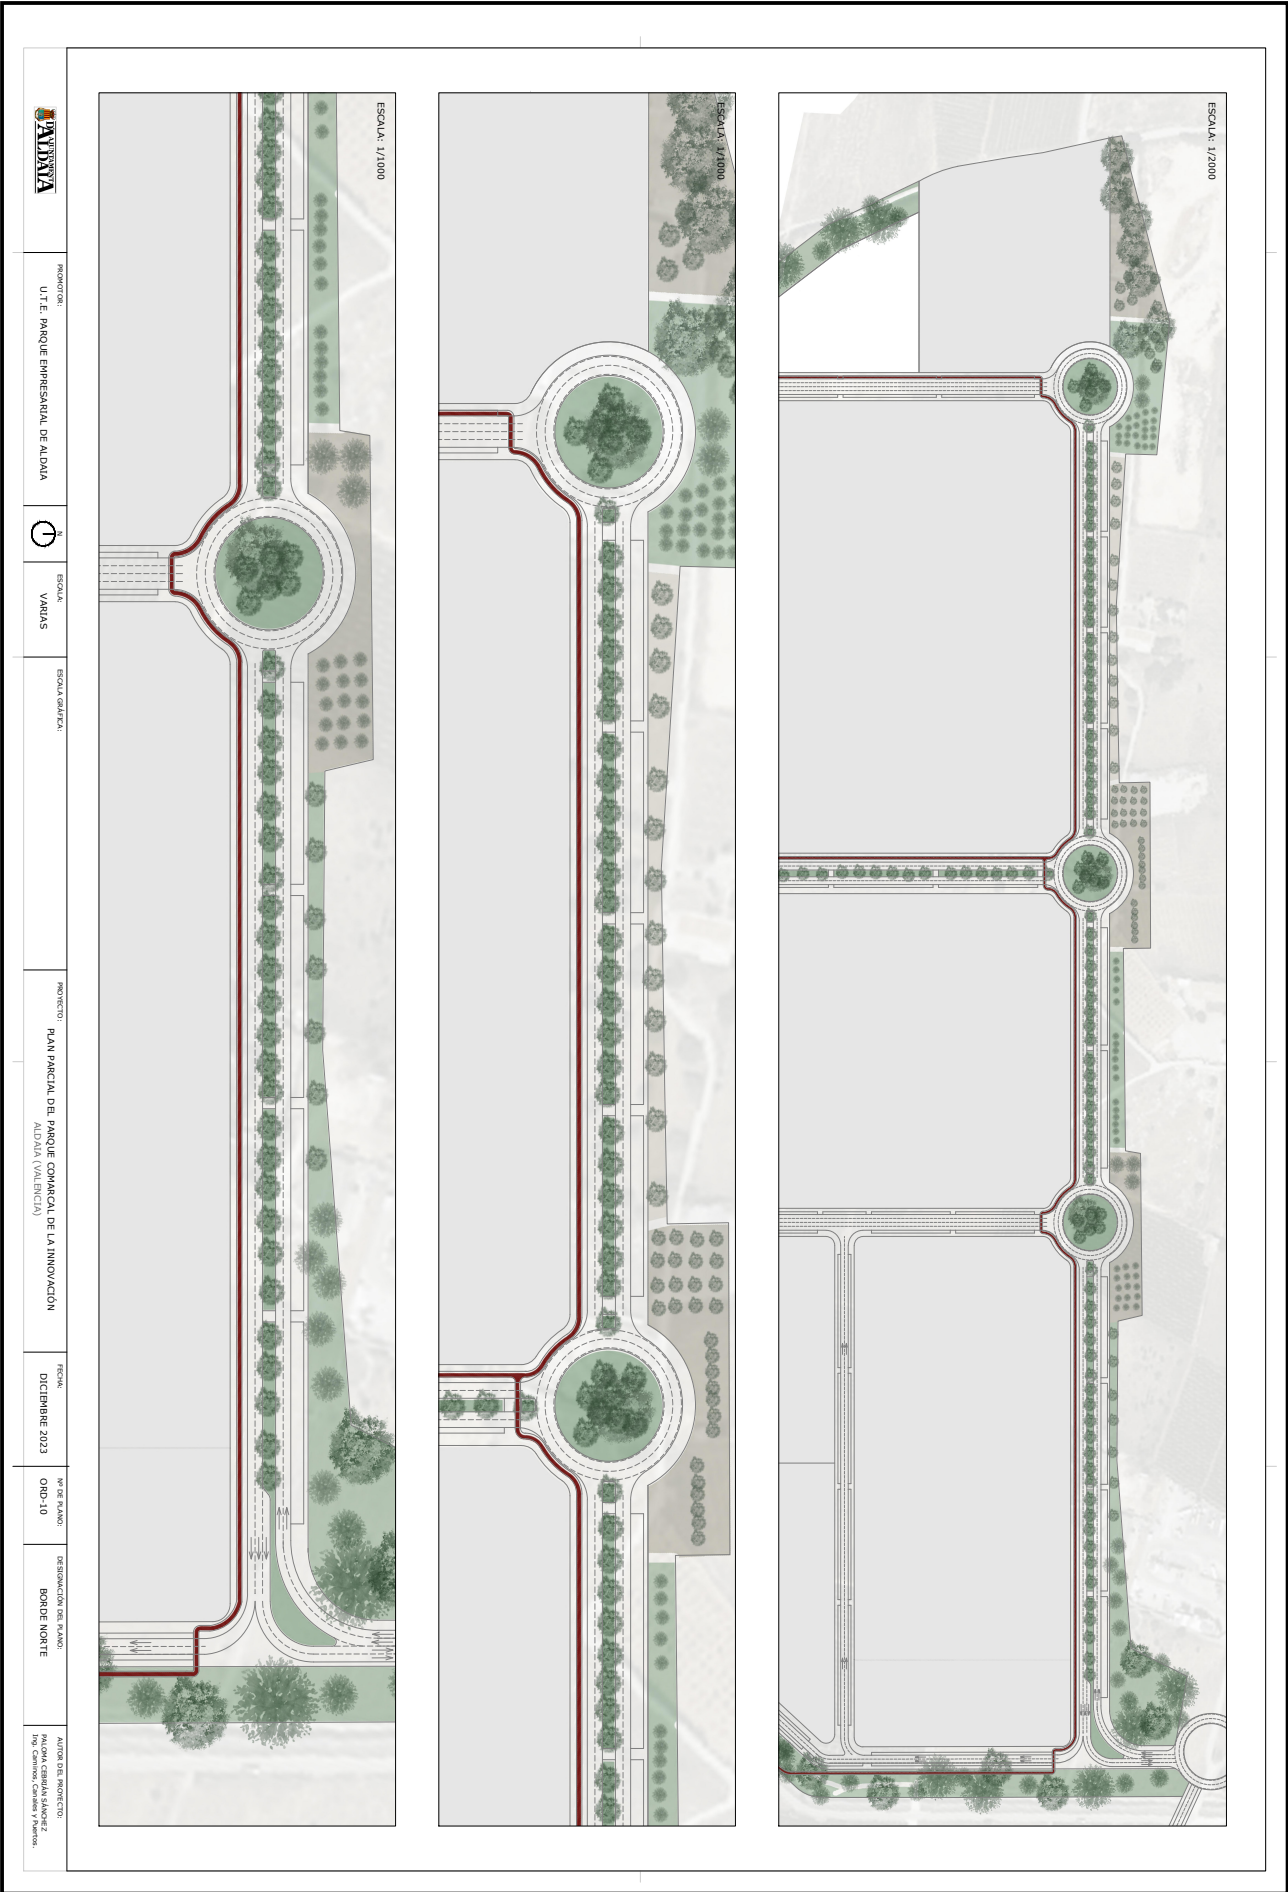 ESCALA: 1/2000
ESCALA: 1/1000
ESCALA: 1/1000
AJUNTAMENT
D'ALDAIA
PROMOTOR:
U.T.E. PARQUE EMPRESARIAL DE ALDAIA
N
ESCALA:
VARIAS
ESCALA GRÁFICA:
PROYECTO:
PLAN PARCIAL DEL PARQUE COMARCAL DE LA INNOVACIÓN
ALDAIA (VALENCIA)
FECHA:
DICIEMBRE 2023
Nº DE PLANO:
ORD-10
DESIGNACIÓN DEL PLANO:
BORDE NORTE
AUTOR DEL PROYECTO:
PALOMA CEBRIÁN SÁNCHEZ
Ing. Caminos, Canales y Puertos.